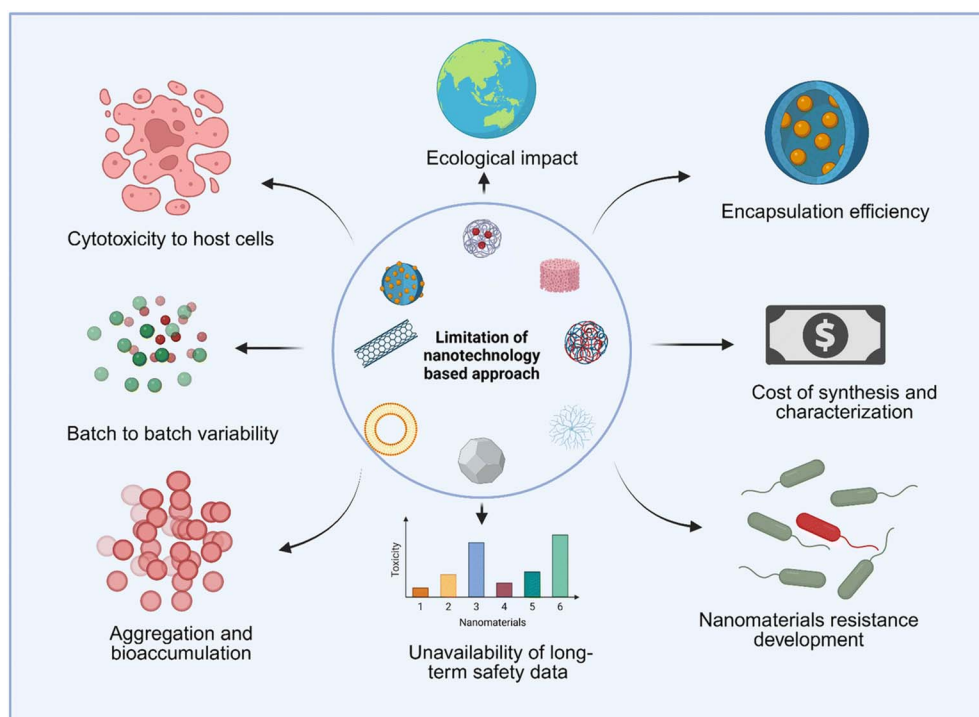 Ecological impact
Encapsulation efficiency
Cytotoxicity to host cells
Limitation of
nanotechnology
based approach
$
Cost of synthesis and
characterization
Batch to batch variability
Toxicity
1 2 3 4 5 6
Nanomaterials
Nanomaterials resistance
development
Aggregation and
bioaccumulation
Unavailability of long-
term safety data